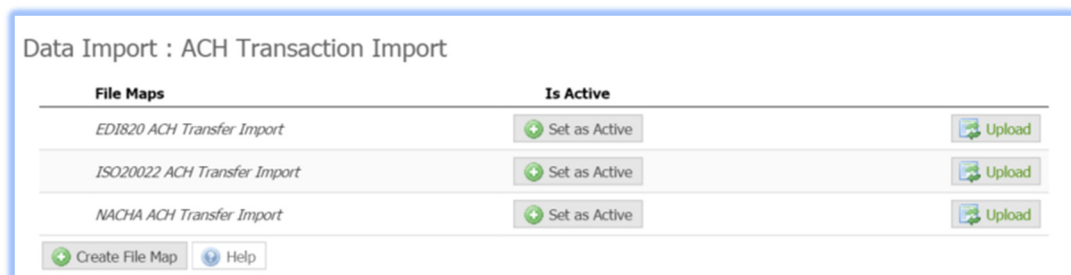 Data Import : ACH Transaction Import
File Maps Is Active
EDI820 ACH Transfer Import Set as Active Upload
ISO20022 ACH Transfer Import Set as Active Upload
NACHA ACH Transfer Import Set as Active Upload
Create File Map Help